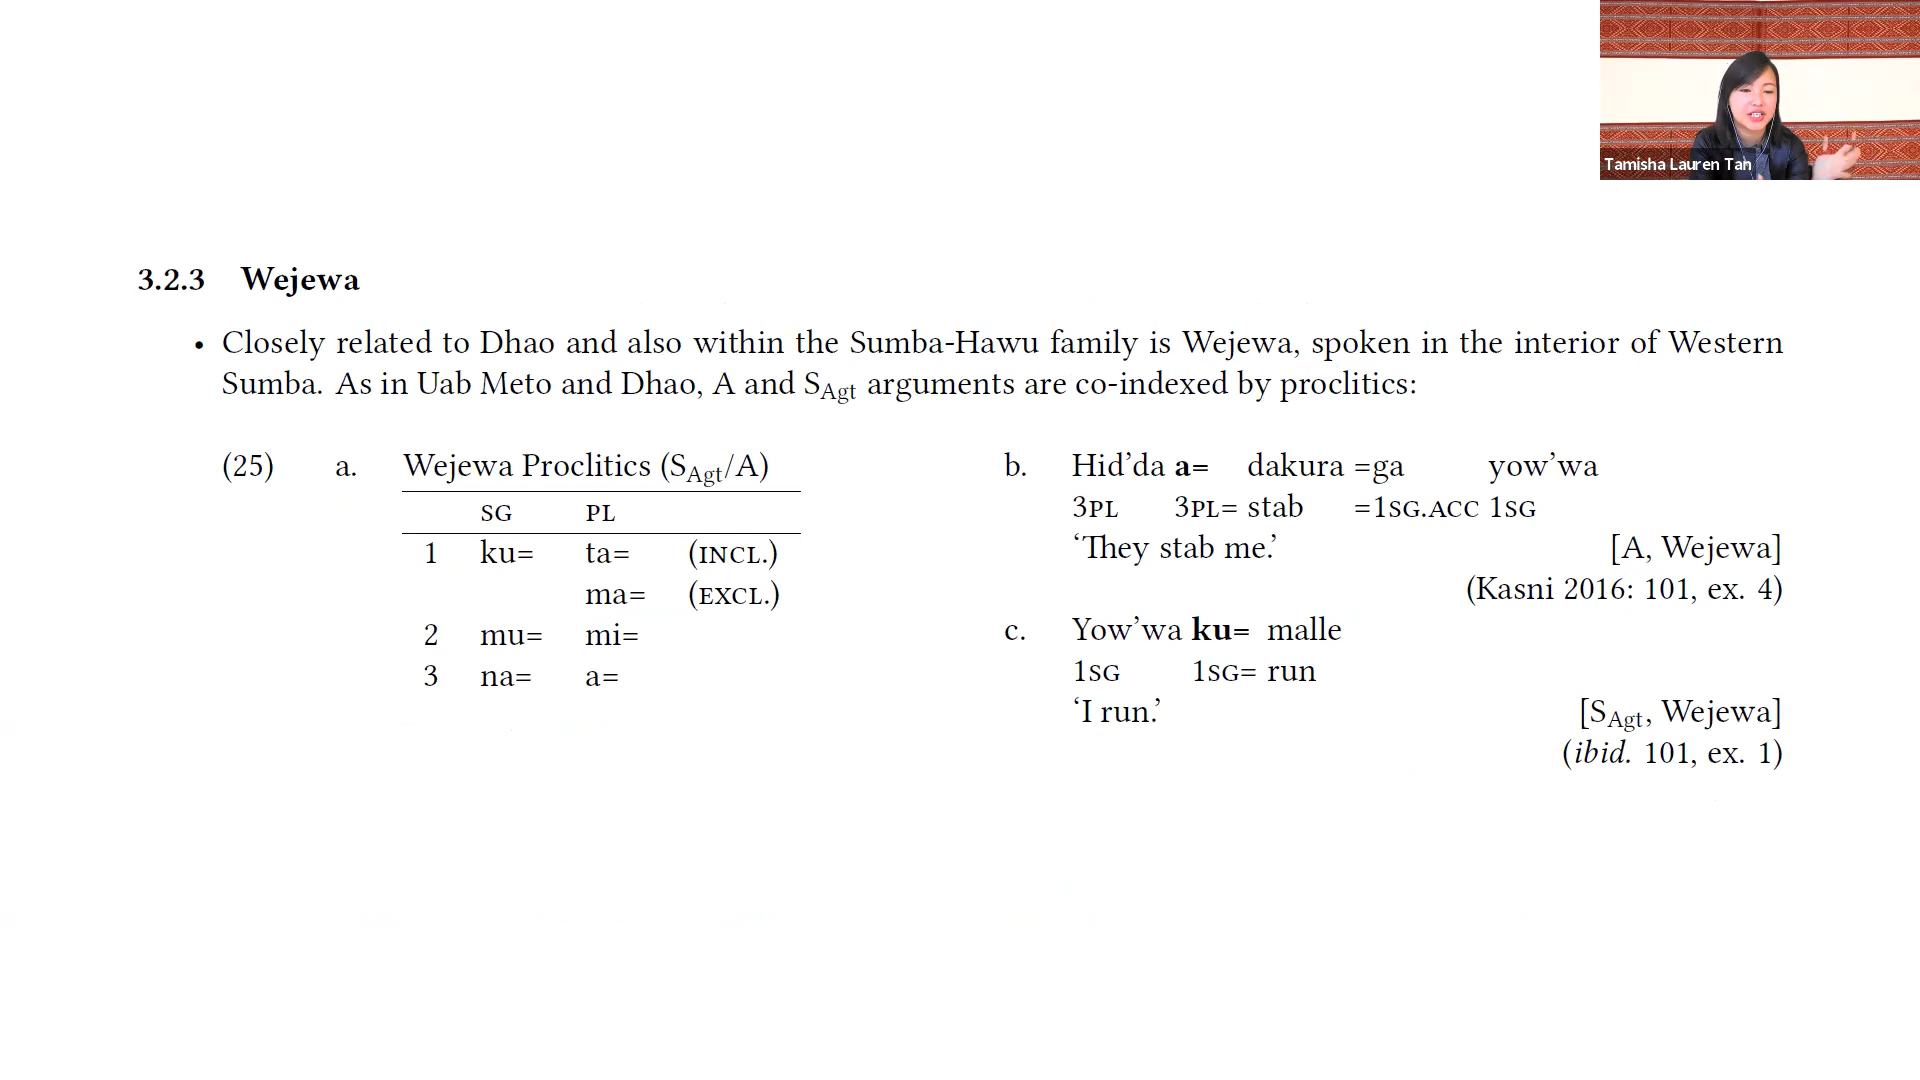 Tamisha Lauren Tan
3.2.3 Wejewa
• Closely related to Dhao and also within the Sumba-Hawu family is Wejewa, spoken in the interior of Western
Sumba. As in Uab Meto and Dhao, A and SAgt arguments are co-indexed by proclitics:
(25) a. Wejewa Proclitics (SAgt/A)
SG PL
1 ku= ta= (INCL.)
ma= (EXCL.)
2 mu= mi=
3 na= a=
b. Hid’da a= dakura =ga yow’wa
3PL 3PL= stab =1SG.ACC 1SG
‘They stab me.’ [A, Wejewa]
(Kasni 2016: 101, ex. 4)
c. Yow’wa ku= malle
1SG 1SG= run
‘I run.’ [SAgt, Wejewa]
(ibid. 101, ex. 1)